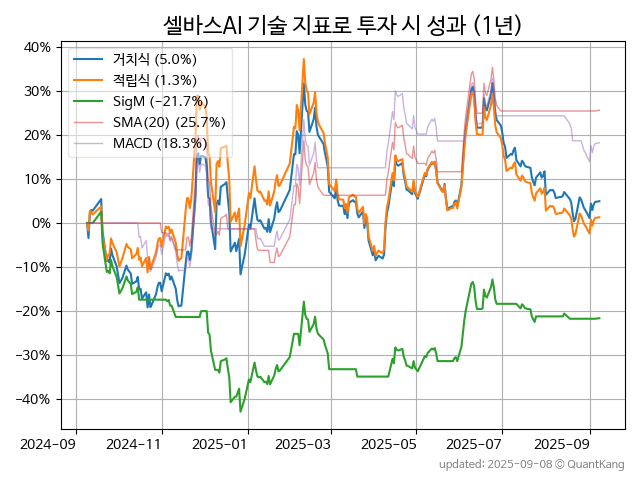 셀바스AI 기술 지표로 투자 시 성과 (1년)
40%
30%
20%
10%
0%
−10%
−20%
−30%
−40%
거치식 (5.0%)
적립식 (1.3%)
SigM (−21.7%)
SMA(20) (25.7%)
MACD (18.3%)
2024-09 2024-11 2025-01 2025-03 2025-05 2025-07 2025-09
updated: 2025-09-08 © QuantKang